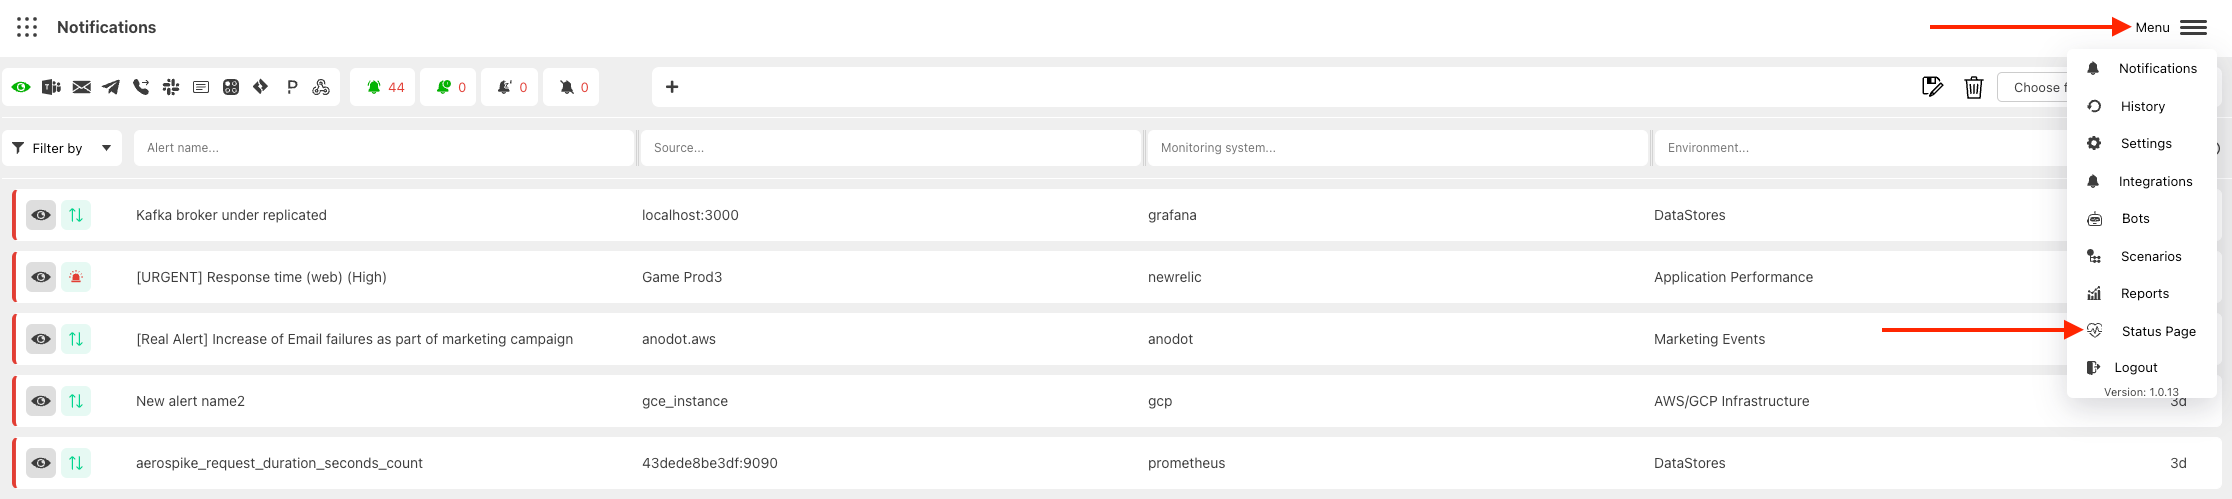 Notifications
Menu
44
0
0
0
+
Choose f
Notifications
History
Settings
Integrations
Bots
Scenarios
Reports
Status Page
Logout
Version: 1.0.13
Filter by
Alert name...
Source...
Monitoring system...
Environment...
Kafka broker under replicated
localhost:3000
grafana
DataStores
[URGENT] Response time (web) (High)
Game Prod3
newrelic
Application Performance
[Real Alert] Increase of Email failures as part of marketing campaign
anodot.aws
anodot
Marketing Events
New alert name2
gce_instance
gcp
AWS/GCP Infrastructure
3d
aerospike_request_duration_seconds_count
43dede8be3df:9090
prometheus
DataStores
3d